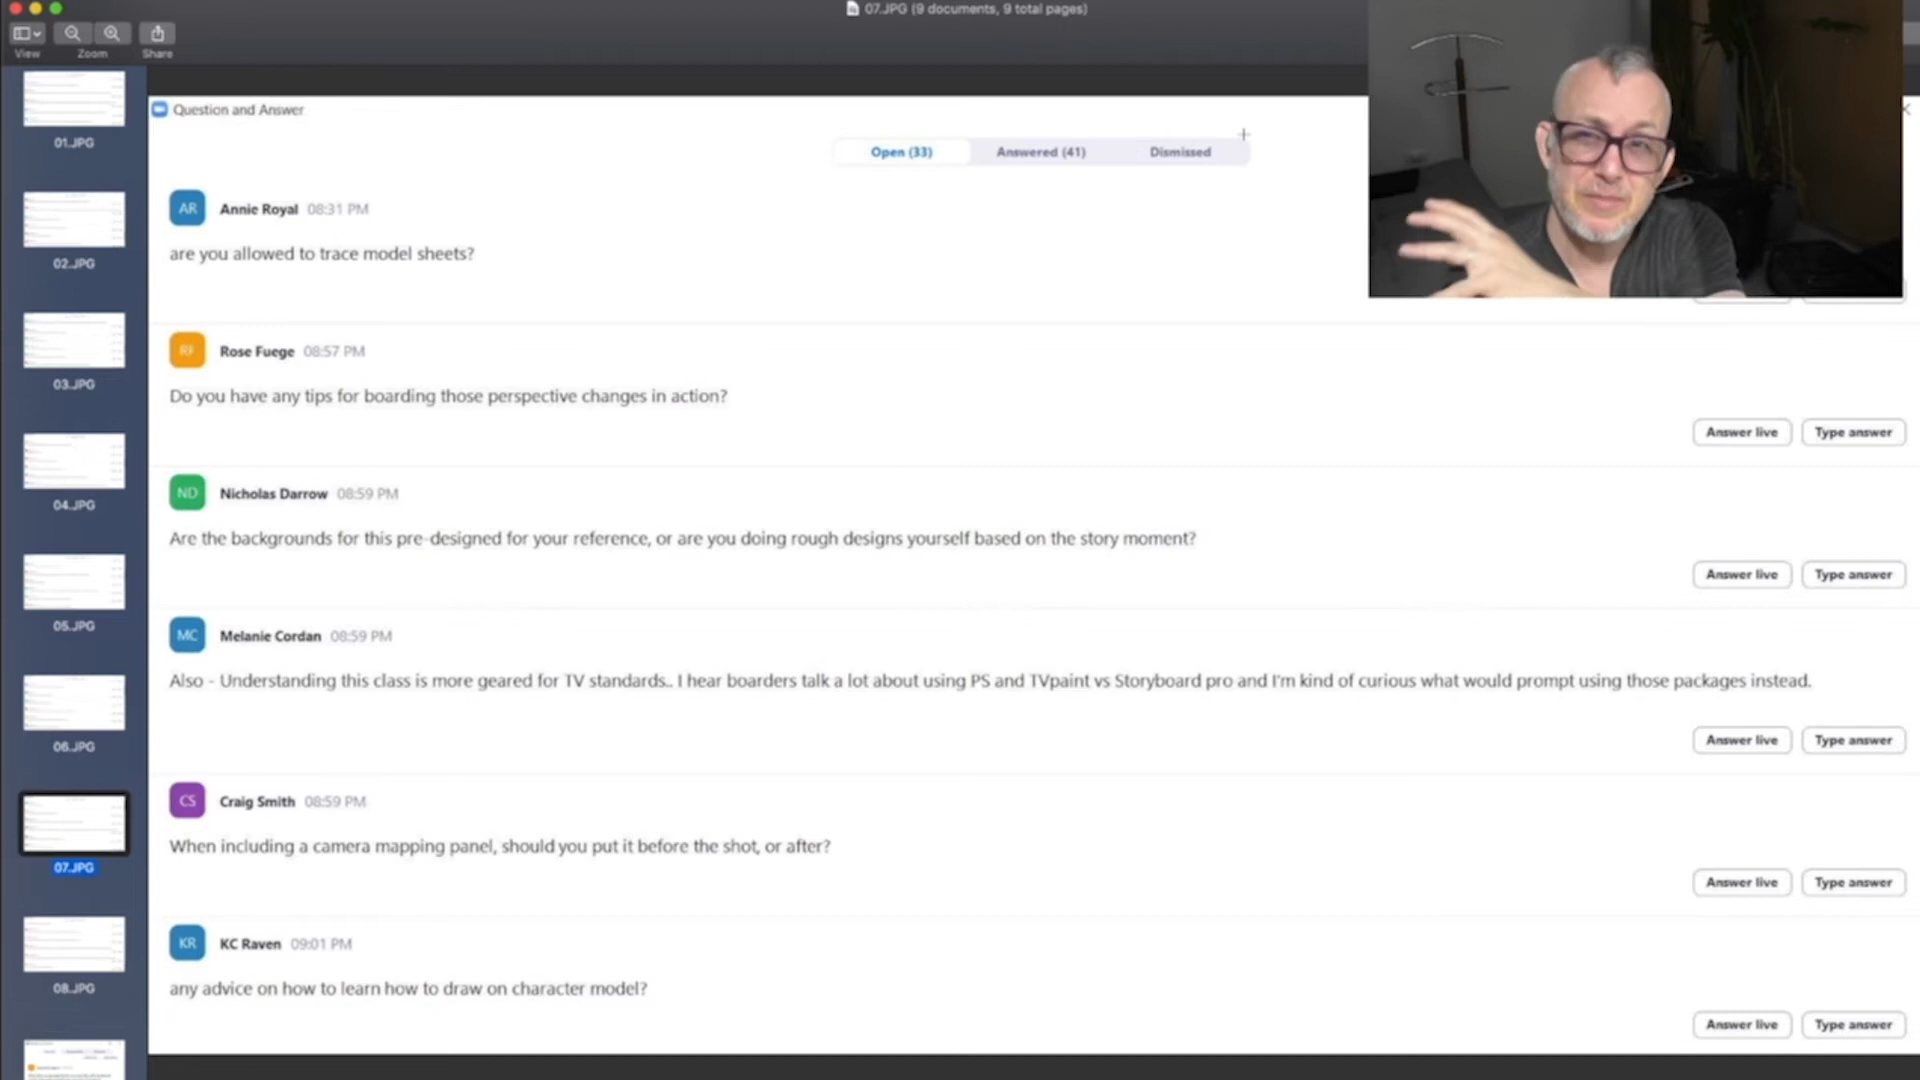 07.JPG (9 documents, 9 total pages)
View
Zoom
Share
01.JPG
02.JPG
03.JPG
04.JPG
05.JPG
06.JPG
07.JPG
08.JPG
Question and Answer
Open (33)
Answered (41)
Dismissed
AR Annie Royal 08:31 PM
are you allowed to trace model sheets?
RF Rose Fuege 08:57 PM
Do you have any tips for boarding those perspective changes in action?
Answer live
Type answer
ND Nicholas Darrow 08:59 PM
Are the backgrounds for this pre-designed for your reference, or are you doing rough designs yourself based on the story moment?
Answer live
Type answer
MC Melanie Cordan 08:59 PM
Also - Understanding this class is more geared for TV standards.. I hear boarders talk a lot about using PS and TVpaint vs Storyboard pro and I'm kind of curious what would prompt using those packages instead.
Answer live
Type answer
CS Craig Smith 08:59 PM
When including a camera mapping panel, should you put it before the shot, or after?
Answer live
Type answer
KR KC Raven 09:01 PM
any advice on how to learn how to draw on character model?
Answer live
Type answer